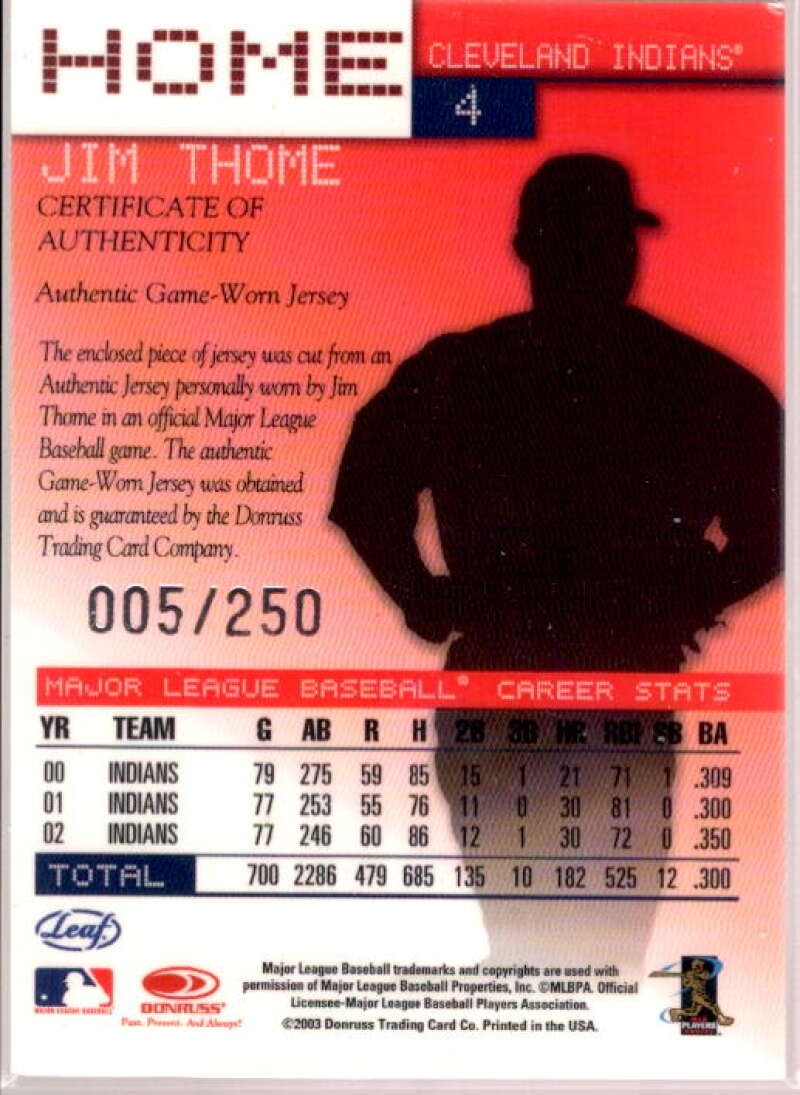 HOME
CLEVELAND INDIANS®
4
JIM THOME
CERTIFICATE OF
AUTHENTICITY
Authentic Game-Worn Jersey
The enclosed piece of jersey was cut from an
Authentic Jersey personally worn by Jim
Thome in an official Major League
Baseball game. The authentic
Game-Worn Jersey was obtained
and is guaranteed by the Donruss
Trading Card Company.
005/250
MAJOR LEAGUE BASEBALL® CAREER STATS
YR TEAM G AB R H 2B 3B HR RBI SB BA
00 INDIANS 79 275 59 85 15 1 21 71 1 .309
01 INDIANS 77 253 55 76 11 0 30 81 0 .300
02 INDIANS 77 246 60 86 12 1 30 72 0 .350
TOTAL 700 2286 479 685 135 10 182 525 12 .300
Leaf
MAJOR LEAGUE BASEBALL
DONRUSS®
Past. Present. And Always!
Major League Baseball trademarks and copyrights are used with
permission of Major League Baseball Properties, Inc. ©MLBPA. Official
Licensee-Major League Baseball Players Association.
©2003 Donruss Trading Card Co. Printed in the USA.
PLAYERS